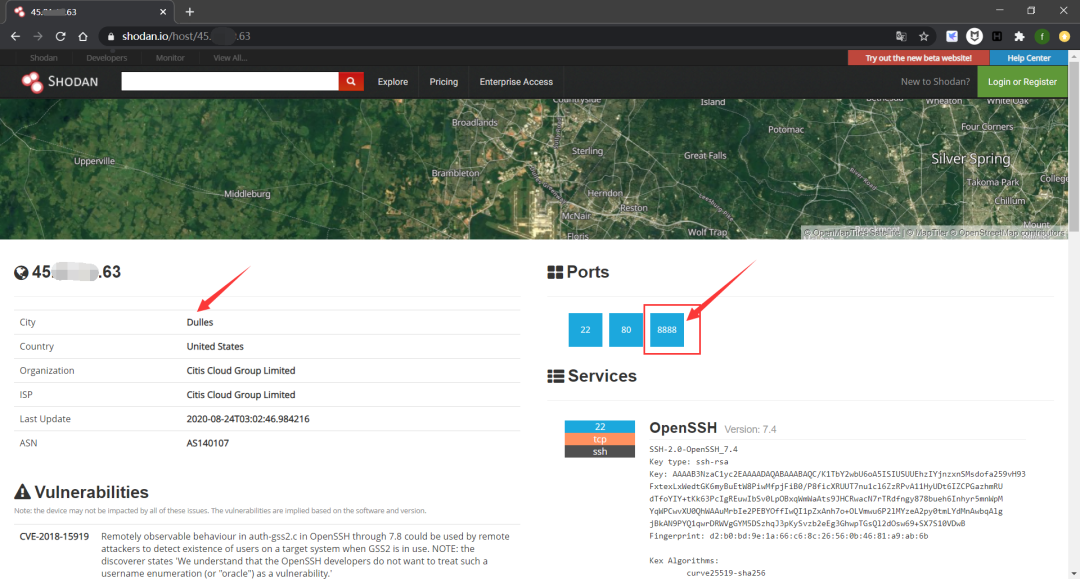 45. .63
shodan.io/host/45. .63
Shodan Developers Monitor View All...
Try out the new beta website! Help Center
SHODAN Explore Pricing Enterprise Access New to Shodan? Login or Register
Countryside Island Bethesda Wheaton White Oak
Broadlands Potomac Four Corners
Upperville Sterling Great Falls Silver Spring
Brambleton Takoma Park College
Middleburg Herndon Chillum
McNair Reston
Floris Wolf Trap Mount
© OpenMapTiles Satellite | © MapTiler © OpenStreetMap contributors
45. .63
City Dulles
Country United States
Organization Citis Cloud Group Limited
ISP Citis Cloud Group Limited
Last Update 2020-08-24T03:02:46.984216
ASN AS140107
Vulnerabilities
Note: the device may not be impacted by all of these issues. The vulnerabilities are implied based on the software and version.
CVE-2018-15919 Remotely observable behaviour in auth-gss2.c in OpenSSH through 7.8 could be used by remote
attackers to detect existence of users on a target system when GSS2 is in use. NOTE: the
discoverer states 'We understand that the OpenSSH developers do not want to treat such a
username enumeration (or "oracle") as a vulnerability.'
Ports
22 80 8888
Services
22
tcp
ssh
OpenSSH Version: 7.4
SSH-2.0-OpenSSH_7.4
Key type: ssh-rsa
Key: AAAAB3NzaC1yc2EAAAADAQABAAABAQC/K1TbY2wbU6oA5ISIUSUUEhzIYjnzxnSMsdofa259vH93
FxtexLxWedtGK6myBuEtW8PiwMfpjFiB0/P8ficXRUUT7nu1cl6ZzRPvA11HyUDt6IZCPGazhmRU
dTfoYIY+tKk63PcIgREuwIbSv0LpOBxqWmWaAts9JHCRwacN7rTRdfngy878bueh6Inhyr5mnWpM
YqWPCwvXU0QhWAAuMrbIe2PEBYOffIwQI1pZxAnh7o+OLVmwu6P2lMYzeA2py0tmLYdMnAwbqAlg
jBkAN9PYQ1qwrDRWVgGYM5DSzhqJ3pKySvzb2eEg3GhwpTGsQl2dOsw69+SX7S10VDwB
Fingerprint: d2:b0:bd:9e:1a:66:c6:8c:26:56:0b:46:81:a9:ab:6b
Kex Algorithms:
curve25519-sha256